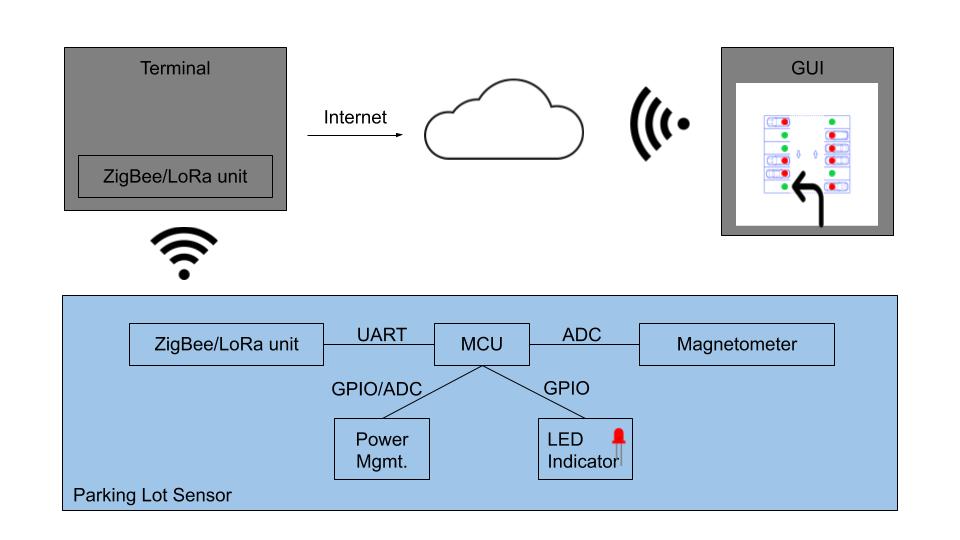 Terminal
ZigBee/LoRa unit
Internet
GUI
ZigBee/LoRa unit
UART
MCU
ADC
Magnetometer
GPIO/ADC
GPIO
Power
Mgmt.
LED
Indicator
Parking Lot Sensor